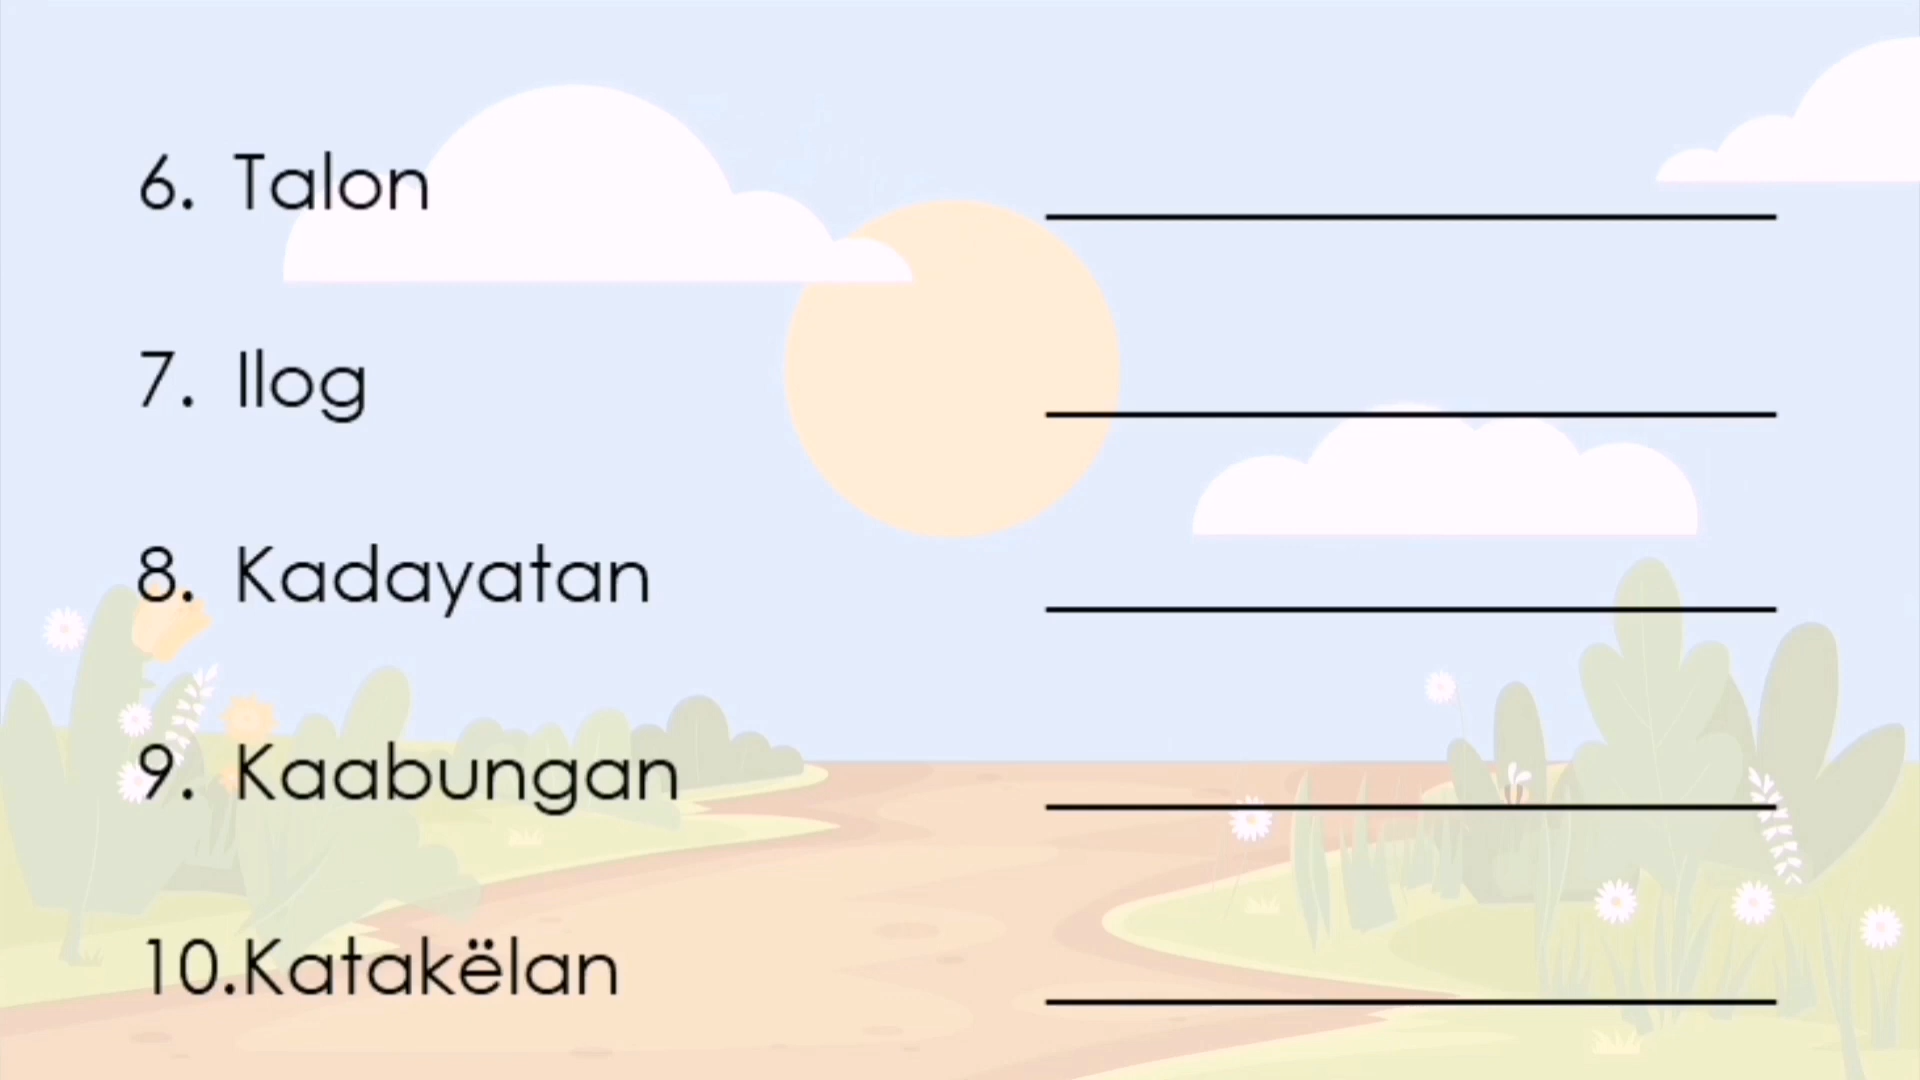 6. Talon
7. Ilog
8. Kadayatan
9. Kaabungan
10. Katakëlan